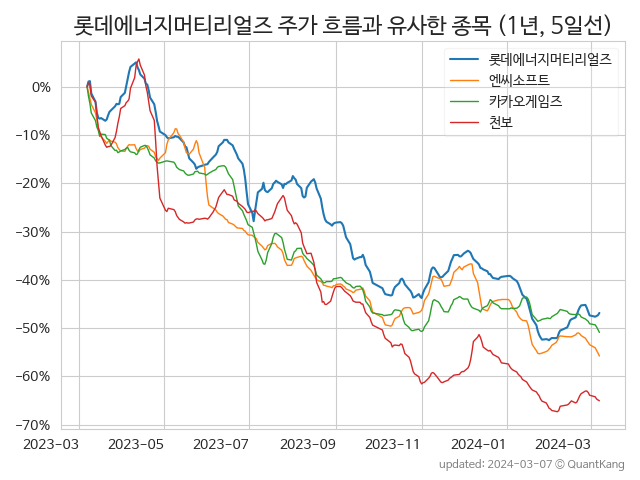 롯데에너지머티리얼즈 주가 흐름과 유사한 종목 (1년, 5일선)
롯데에너지머티리얼즈
엔씨소프트
카카오게임즈
천보
0%
−10%
−20%
−30%
−40%
−50%
−60%
−70%
2023-03 2023-05 2023-07 2023-09 2023-11 2024-01 2024-03
updated: 2024-03-07 © QuantKang